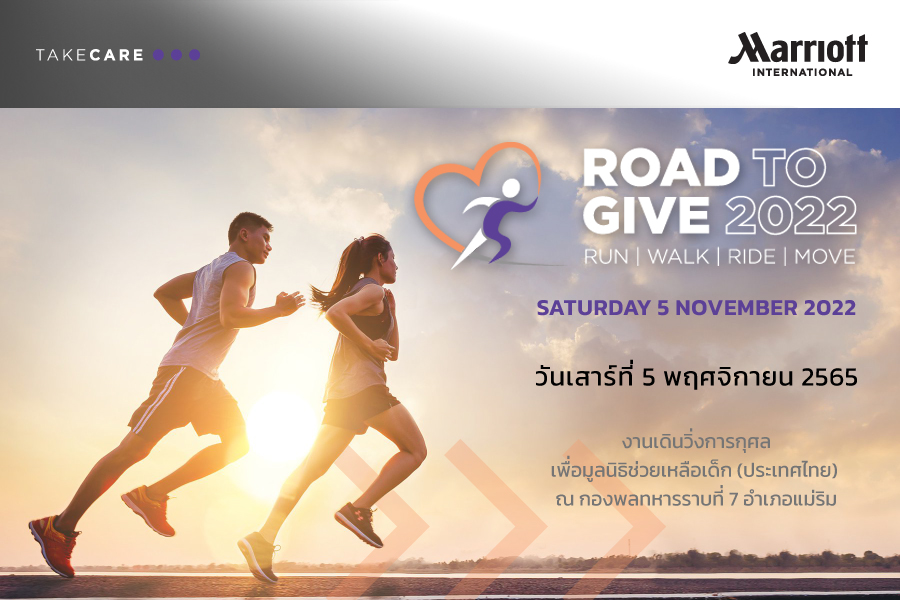 TAKECARE
Marriott
INTERNATIONAL
ROAD TO
GIVE 2022
RUN | WALK | RIDE | MOVE
SATURDAY 5 NOVEMBER 2022
วันเสาร์ที่ 5 พฤศจิกายน 2565
งานเดินวิ่งการกุศล
เพื่อมูลนิธิช่วยเหลือเด็ก (ประเทศไทย)
ณ กองพลทหารราบที่ 7 อำเภอแม่ริม